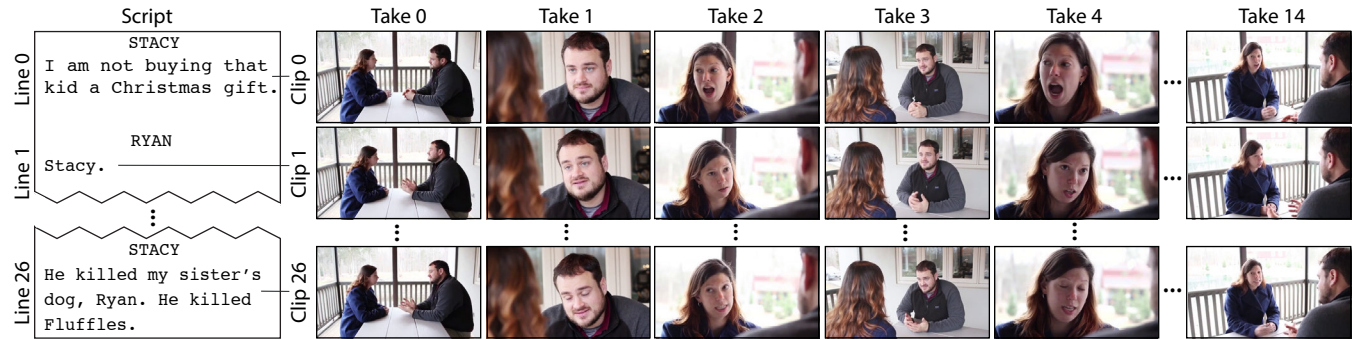 Script Take 0 Take 1 Take 2 Take 3 Take 4 Take 14
Line 0
STACY
I am not buying that
kid a Christmas gift.
Clip 0
Line 1
RYAN
Stacy.
Clip 1
Line 26
STACY
He killed my sister's
dog, Ryan. He killed
Fluffles.
Clip 26